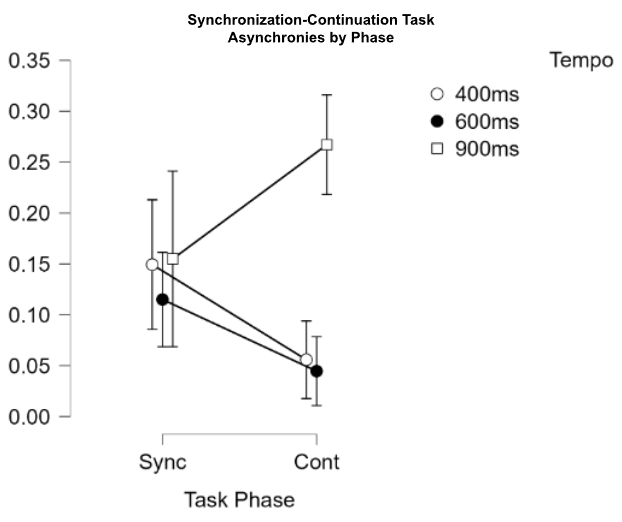 Synchronization-Continuation Task
Asynchronies by Phase
0.35
0.30
0.25
0.20
0.15
0.10
0.05
0.00
Tempo
400ms
600ms
900ms
Sync
Cont
Task Phase